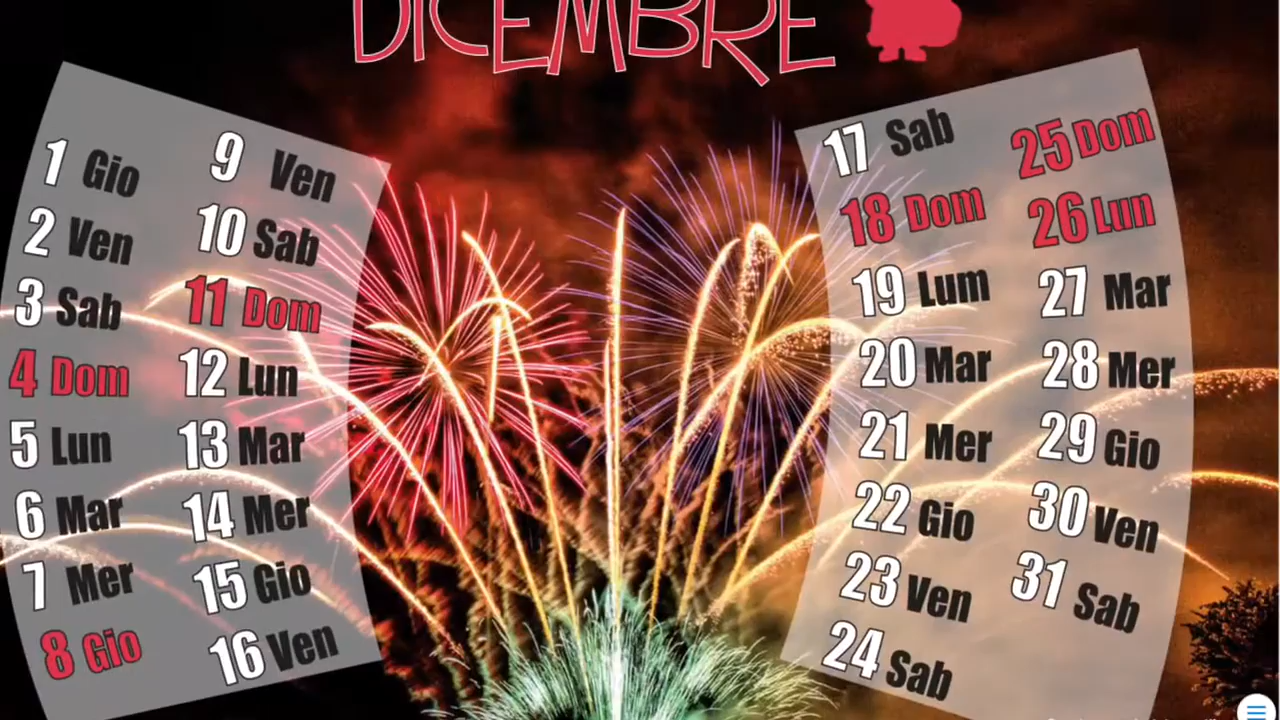 DICEMBRE
1 Gio
2 Ven
3 Sab
4 Dom
5 Lun
6 Mar
7 Mer
8 Gio
9 Ven
10 Sab
11 Dom
12 Lun
13 Mar
14 Mer
15 Gio
16 Ven
17 Sab
18 Dom
19 Lum
20 Mar
21 Mer
22 Gio
23 Ven
24 Sab
25 Dom
26 Lun
27 Mar
28 Mer
29 Gio
30 Ven
31 Sab